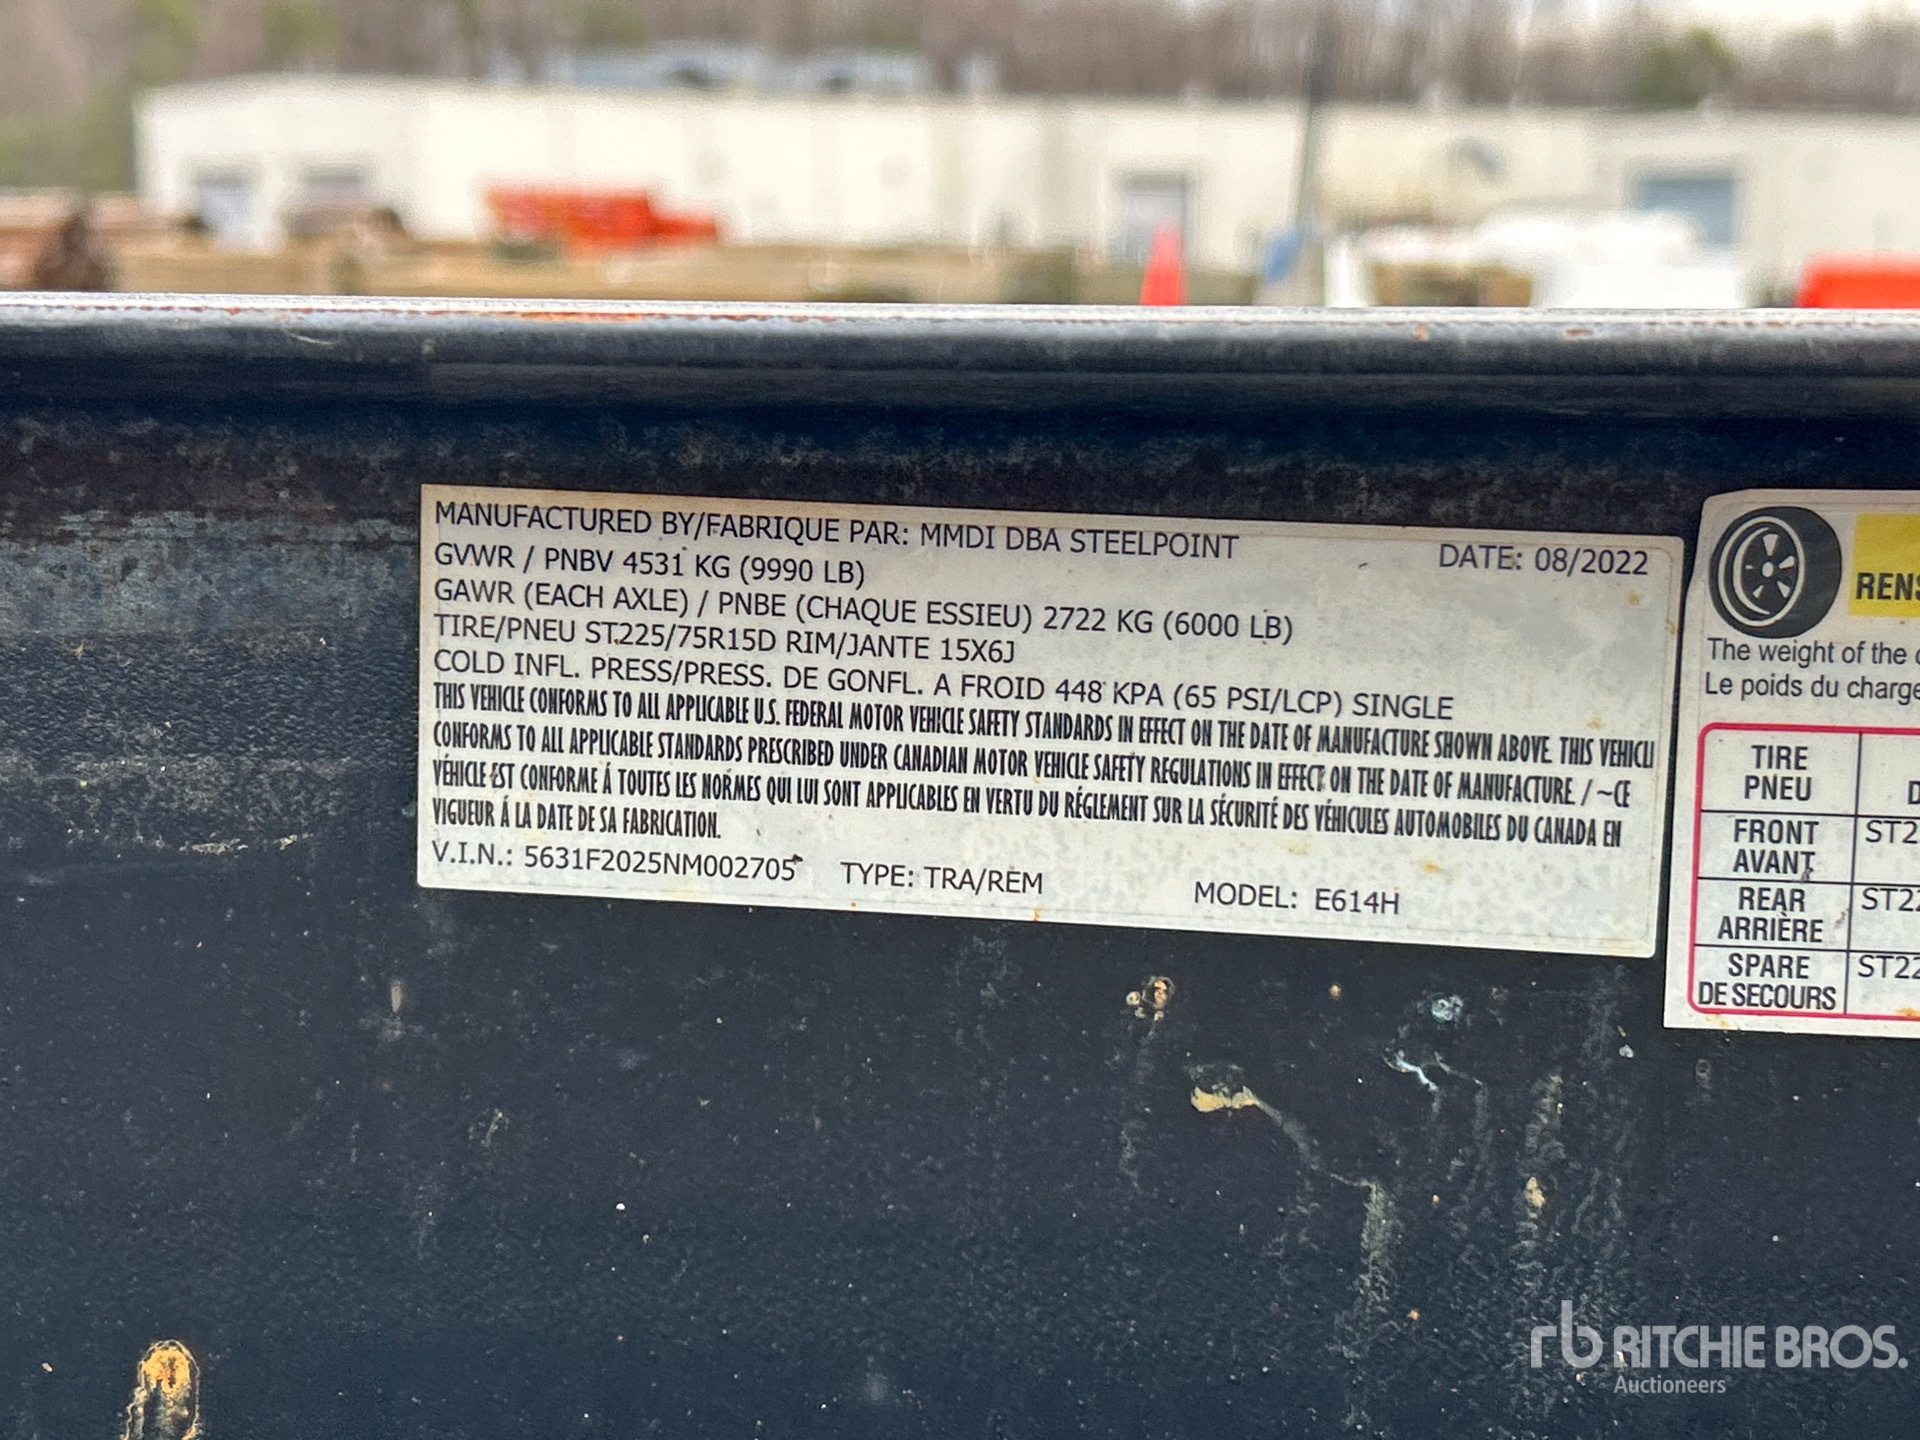 MANUFACTURED BY/FABRIQUE PAR: MMDI DBA STEELPOINT DATE: 08/2022
GVWR / PNBV 4531 KG (9990 LB)
GAWR (EACH AXLE) / PNBE (CHAQUE ESSIEU) 2722 KG (6000 LB)
TIRE/PNEU ST225/75R15D RIM/JANTE 15X6J
COLD INFL. PRESS/PRESS. DE GONFL. A FROID 448 KPA (65 PSI/LCP) SINGLE
THIS VEHICLE CONFORMS TO ALL APPLICABLE U.S. FEDERAL MOTOR VEHICLE SAFETY STANDARDS IN EFFECT ON THE DATE OF MANUFACTURE SHOWN ABOVE. THIS VEHICLE
CONFORMS TO ALL APPLICABLE STANDARDS PRESCRIBED UNDER CANADIAN MOTOR VEHICLE SAFETY REGULATIONS IN EFFECT ON THE DATE OF MANUFACTURE. / ~CE
VÉHICLE EST CONFORME Á TOUTES LES NORMES QUI LUI SONT APPLICABLES EN VERTU DU RÉGLEMENT SUR LA SÉCURITÉ DES VÉHICULES AUTOMOBILES DU CANADA EN
VIGUEUR Á LA DATE DE SA FABRICATION.
V.I.N.: 5631F2025NM002705 TYPE: TRA/REM MODEL: E614H
RENS
The weight of the
Le poids du charge
TIRE
PNEU D
FRONT
AVANT ST2
REAR
ARRIÈRE ST22
SPARE
DE SECOURS ST22
rb RITCHIE BROS.
Auctioneers